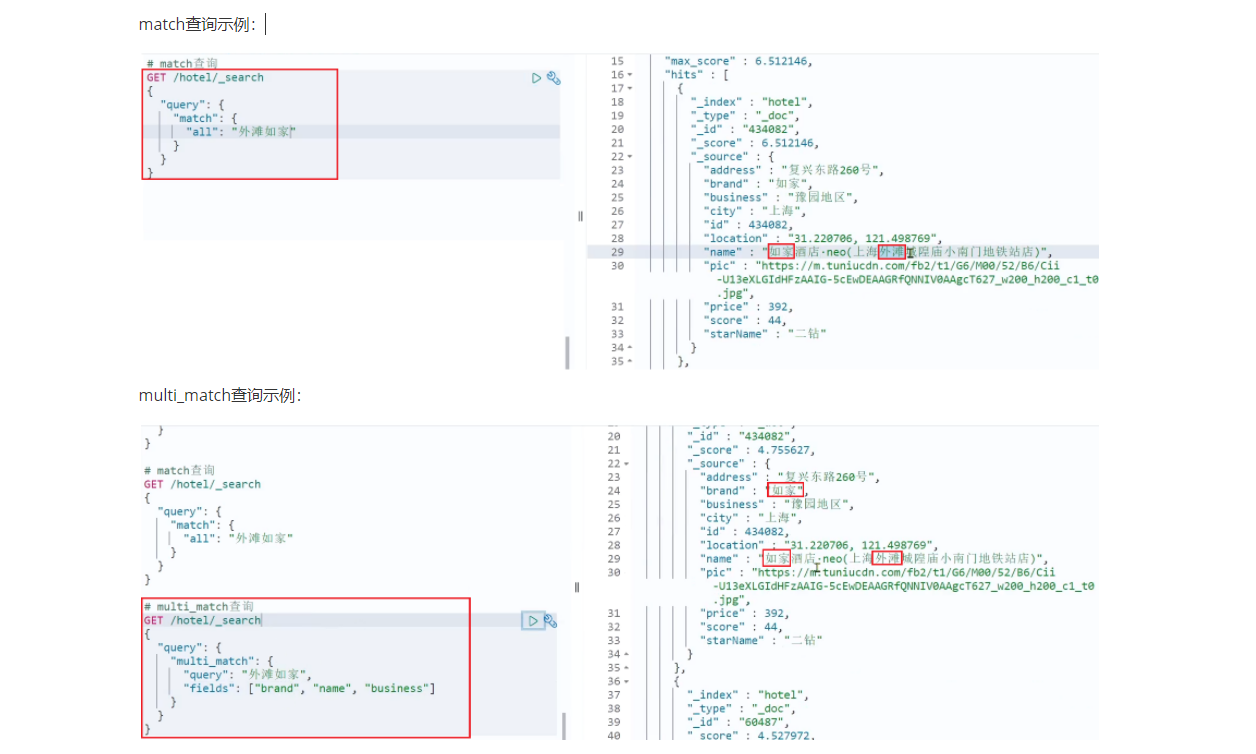 match查询示例：
# match查询
GET /hotel/_search
{
"query": {
"match": {
"all": "外滩如家"
}
}
}
15 "max_score" : 6.512146,
16 "hits" : [
17 {
18 "_index" : "hotel",
19 "_type" : "_doc",
20 "_id" : "434082",
21 "_score" : 6.512146,
22 "_source" : {
23 "address" : "复兴东路260号",
24 "brand" : "如家",
25 "business" : "豫园地区",
26 "city" : "上海",
27 "id" : 434082,
28 "location" : "31.220706, 121.498769",
29 "name" : "如家酒店·neo(上海外滩城隍庙小南门地铁站店)",
30 "pic" : "https://m.tuniucdn.com/fb2/t1/G6/M00/52/B6/Cii
-U13eXLGIdHFzAAIG-5cEwDEAAGRfQNNIV0AAgcT627_w200_h200_c1_t0
.jpg",
31 "price" : 392,
32 "score" : 44,
33 "starName" : "二钻"
34 }
35 },
multi_match查询示例：
}
}
# match查询
GET /hotel/_search
{
"query": {
"match": {
"all": "外滩如家"
}
}
}
# multi_match查询
GET /hotel/_search
{
"query": {
"multi_match": {
"query": "外滩如家",
"fields": ["brand", "name", "business"]
}
}
}
20 "_id" : "434082",
21 "_score" : 4.755627,
22 "_source" : {
23 "address" : "复兴东路260号",
24 "brand" : "如家",
25 "business" : "豫园地区",
26 "city" : "上海",
27 "id" : 434082,
28 "location" : "31.220706, 121.498769",
29 "name" : "如家酒店·neo(上海外滩城隍庙小南门地铁站店)",
30 "pic" : "https://m.tuniucdn.com/fb2/t1/G6/M00/52/B6/Cii
-U13eXLGIdHFzAAIG-5cEwDEAAGRfQNNIV0AAgcT627_w200_h200_c1_t0
.jpg",
31 "price" : 392,
32 "score" : 44,
33 "starName" : "二钻"
34 }
35 },
36 {
37 "_index" : "hotel",
38 "_type" : "_doc",
39 "_id" : "60487",
40 "_score" : 4.527972,